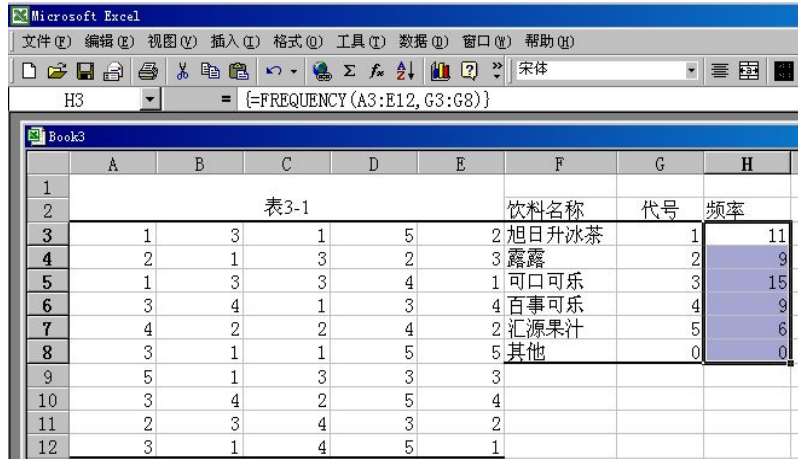 Microsoft Excel
文件(F) 编辑(E) 视图(V) 插入(I) 格式(O) 工具(T) 数据(D) 窗口(W) 帮助(H)
Σ fx 宋体
H3 = {=FREQUENCY(A3:E12,G3:G8)}
Book3
A B C D E F G H
1
2 表3-1 饮料名称 代号 频率
3 1 3 1 5 2 旭日升冰茶 1 11
4 2 1 3 2 3 露露 2 9
5 1 3 3 4 1 可口可乐 3 15
6 3 4 1 3 4 百事可乐 4 9
7 4 2 2 4 2 汇源果汁 5 6
8 3 1 1 5 5 其他 0 0
9 5 1 3 3 3
10 3 4 2 5 4
11 2 3 4 3 2
12 3 1 4 5 1